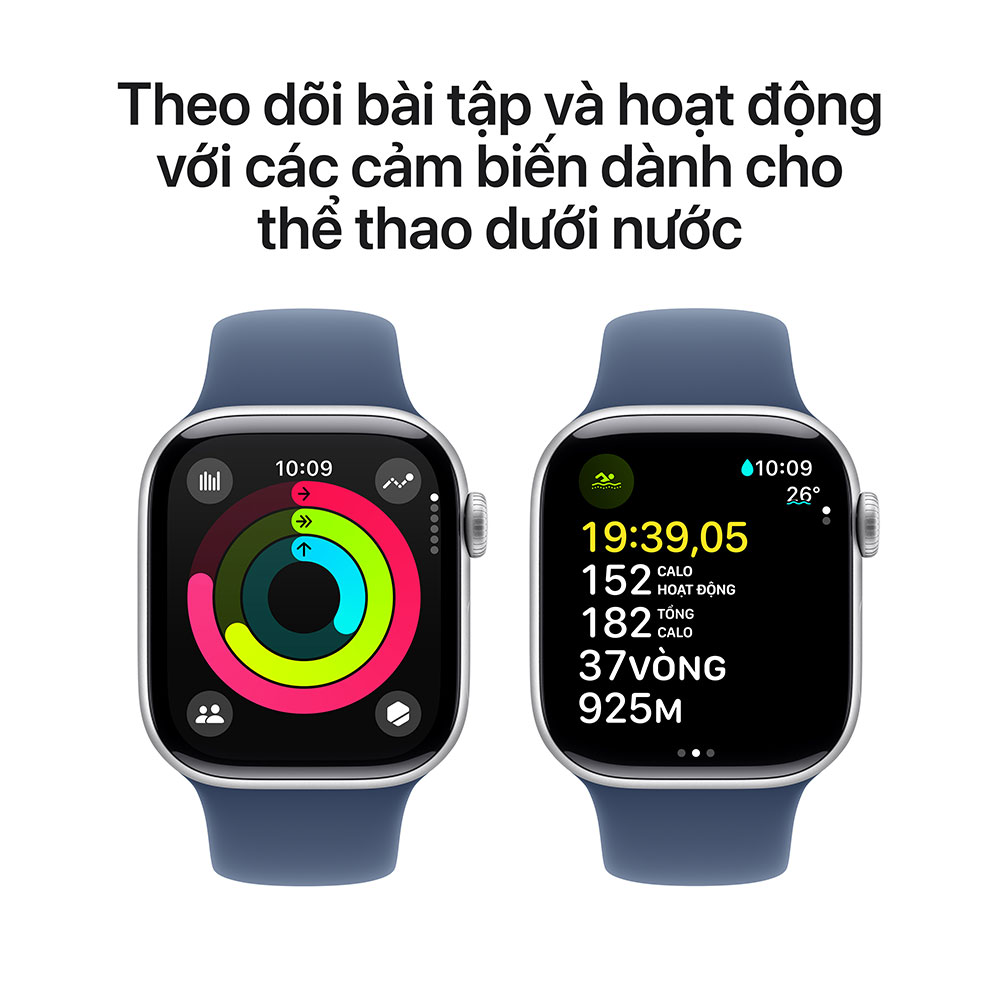 Theo dõi bài tập và hoạt động
với các cảm biến dành cho
thể thao dưới nước
10:09
10:09
26°
19:39,05
152 CALO HOẠT ĐỘNG
182 TỔNG CALO
37VÒNG
925M